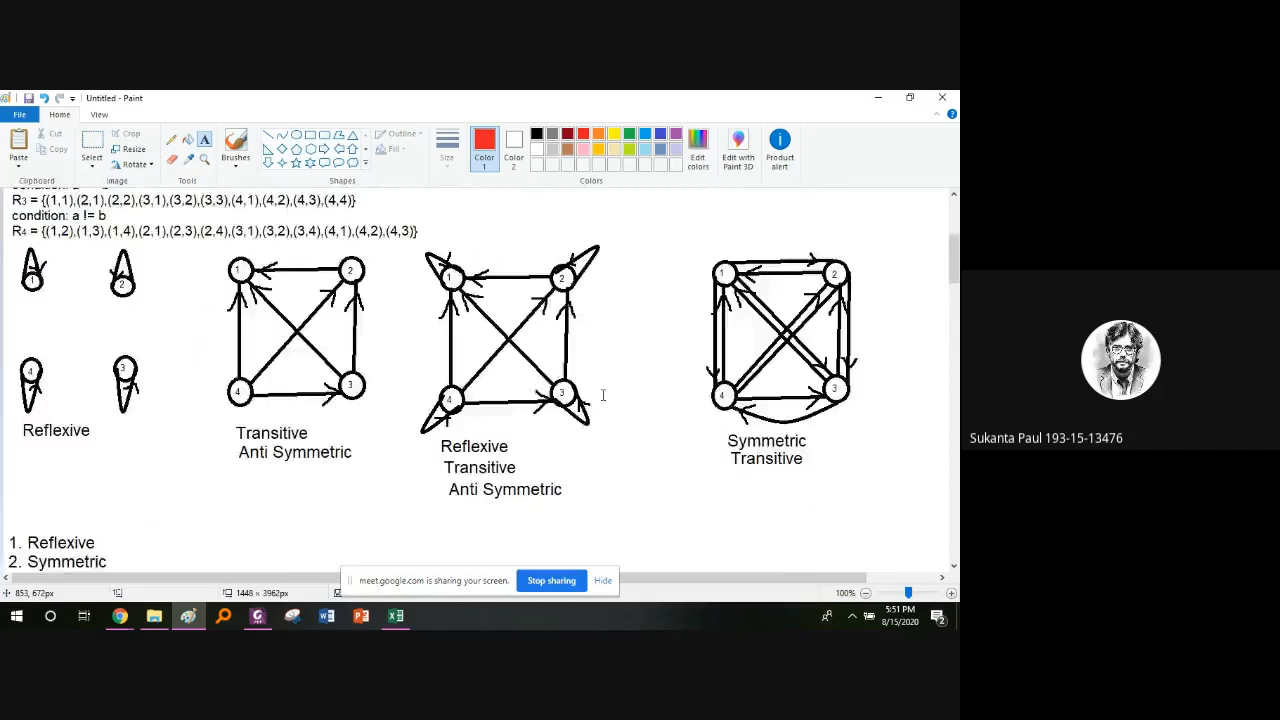 Untitled - Paint
File Home View
Paste
Cut
Copy
Clipboard
Select
Crop
Resize
Rotate
Image
Tools
Brushes
Outline
Fill
Shapes
Size
Color 1
Color 2
Edit colors
Colors
Edit with Paint 3D
Product alert
R3 = {(1,1),(2,1),(2,2),(3,1),(3,2),(3,3),(4,1),(4,2),(4,3),(4,4)}
condition: a != b
R4 = {(1,2),(1,3),(1,4),(2,1),(2,3),(2,4),(3,1),(3,2),(3,4),(4,1),(4,2),(4,3)}
1 2 1 2 1 2 1 2
4 3 4 3 4 3 4 3
Reflexive
Transitive
Anti Symmetric
Reflexive
Transitive
Anti Symmetric
Symmetric
Transitive
1. Reflexive
2. Symmetric
meet.google.com is sharing your screen.
Stop sharing
Hide
853, 672px
1448 × 3962px
100%
5:51 PM
8/15/2020
2
Sukanta Paul 193-15-13476